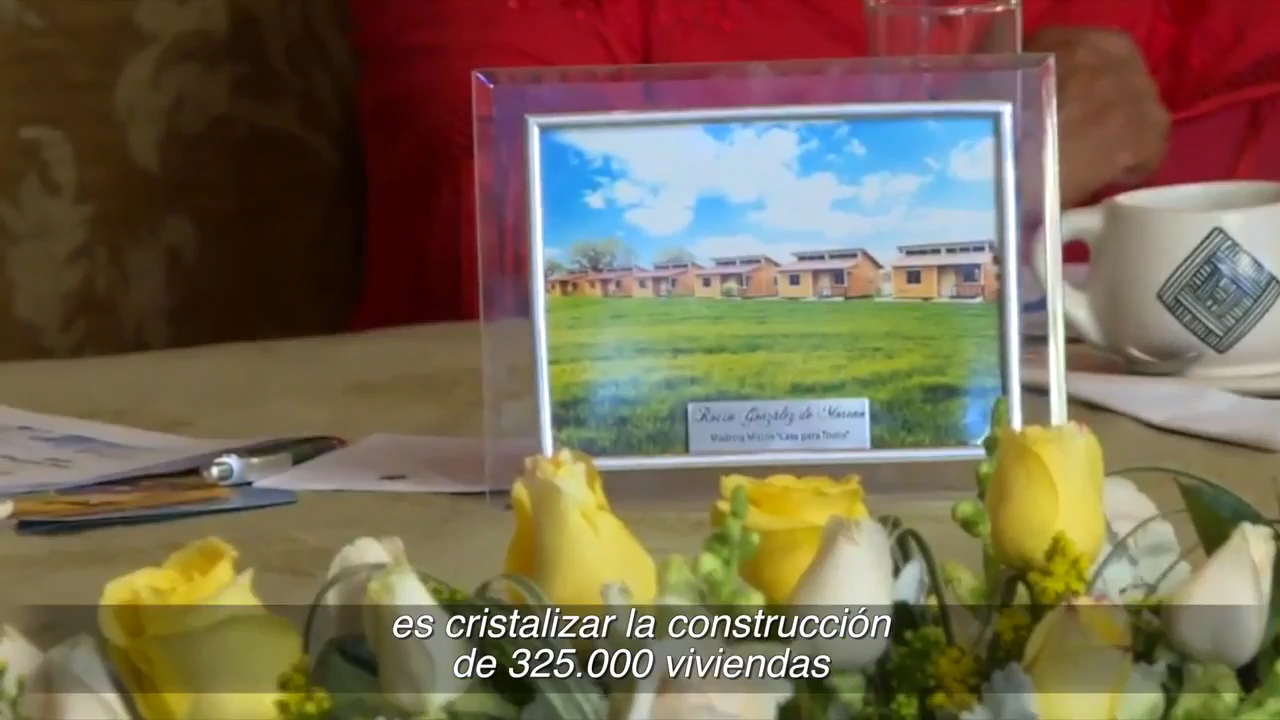 Rocío González de Moreno
Madrina Misión "Casa para Todos"
es cristalizar la construcción
de 325.000 viviendas